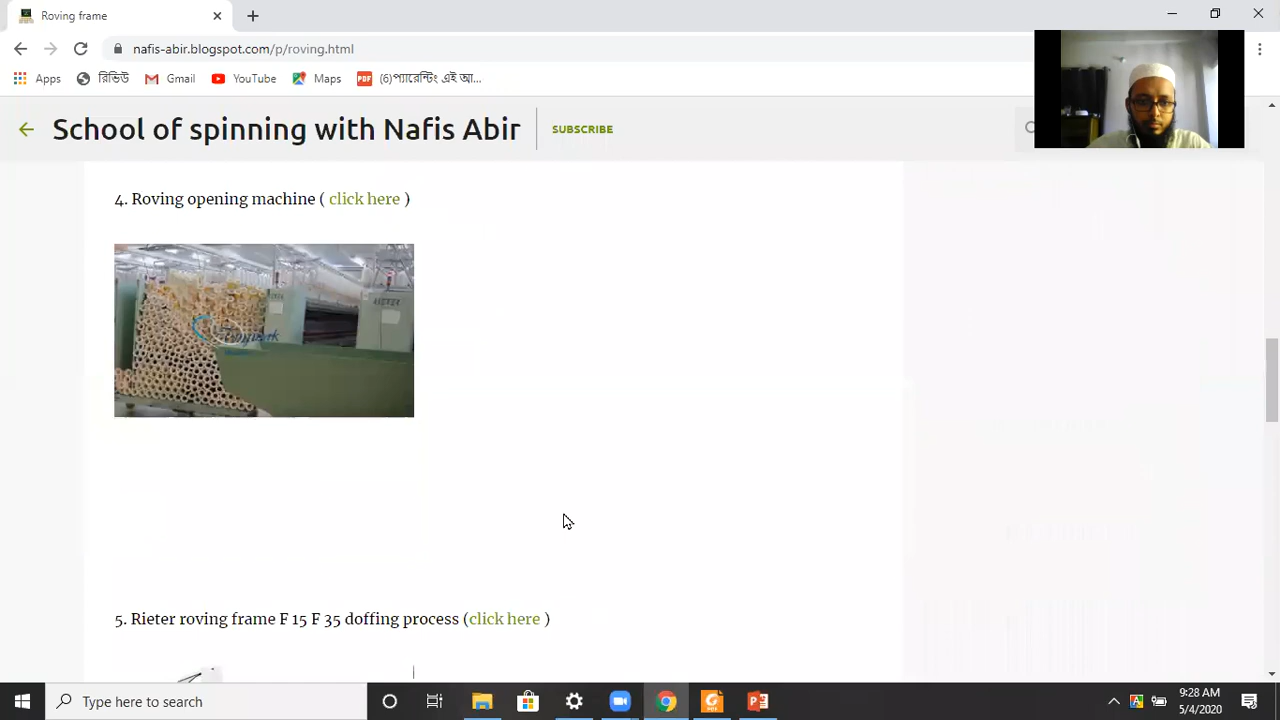 Roving frame
nafis-abir.blogspot.com/p/roving.html
Apps
রিভিউ
Gmail
YouTube
Maps
PDF
(6)প্যারেন্টিং এই আ...
School of spinning with Nafis Abir
SUBSCRIBE
4. Roving opening machine ( click here )
5. Rieter roving frame F 15 F 35 doffing process (click here )
Type here to search
9:28 AM
5/4/2020